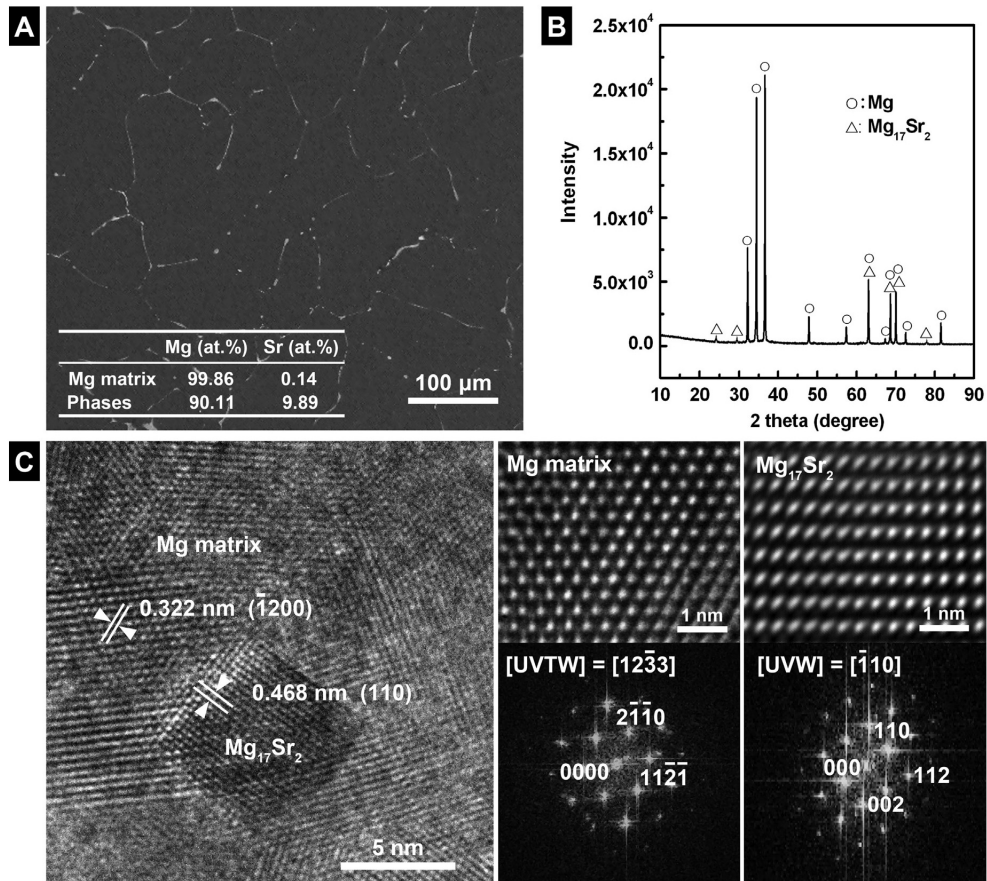 A
Mg (at.%) Sr (at.%)
Mg matrix 99.86 0.14
Phases 90.11 9.89
100 μm
B
2.5x10⁴
2.0x10⁴
1.5x10⁴
1.0x10⁴
5.0x10³
0.0
Intensity
○: Mg
△: Mg₁₇Sr₂
10 20 30 40 50 60 70 80 90
2 theta (degree)
C
Mg matrix
0.322 nm (1̄200)
0.468 nm (110)
Mg₁₇Sr₂
5 nm
Mg matrix
1 nm
Mg₁₇Sr₂
1 nm
[UVTW] = [123̄3]
21̄1̄0
0000
112̄1̄
[UVW] = [1̄10]
110
000
112
002